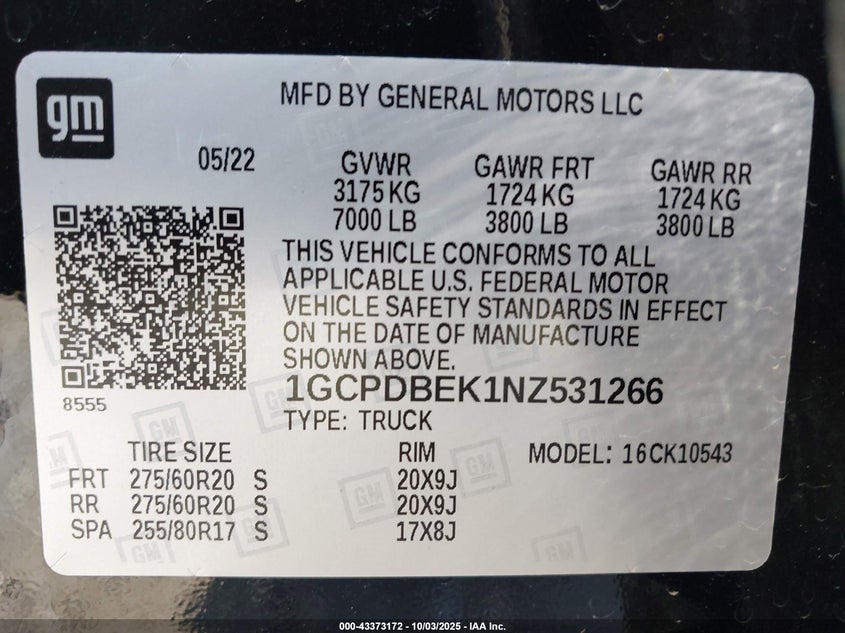 gm
MFD BY GENERAL MOTORS LLC
05/22
GVWR GAWR FRT GAWR RR
3175 KG 1724 KG 1724 KG
7000 LB 3800 LB 3800 LB
THIS VEHICLE CONFORMS TO ALL
APPLICABLE U.S. FEDERAL MOTOR
VEHICLE SAFETY STANDARDS IN EFFECT
ON THE DATE OF MANUFACTURE
SHOWN ABOVE.
1GCPDBEK1NZ531266
8555
TYPE: TRUCK
TIRE SIZE RIM MODEL: 16CK10543
FRT 275/60R20 S 20X9J
RR 275/60R20 S 20X9J
SPA 255/80R17 S 17X8J
000-43373172 - 10/03/2025 - IAA Inc.